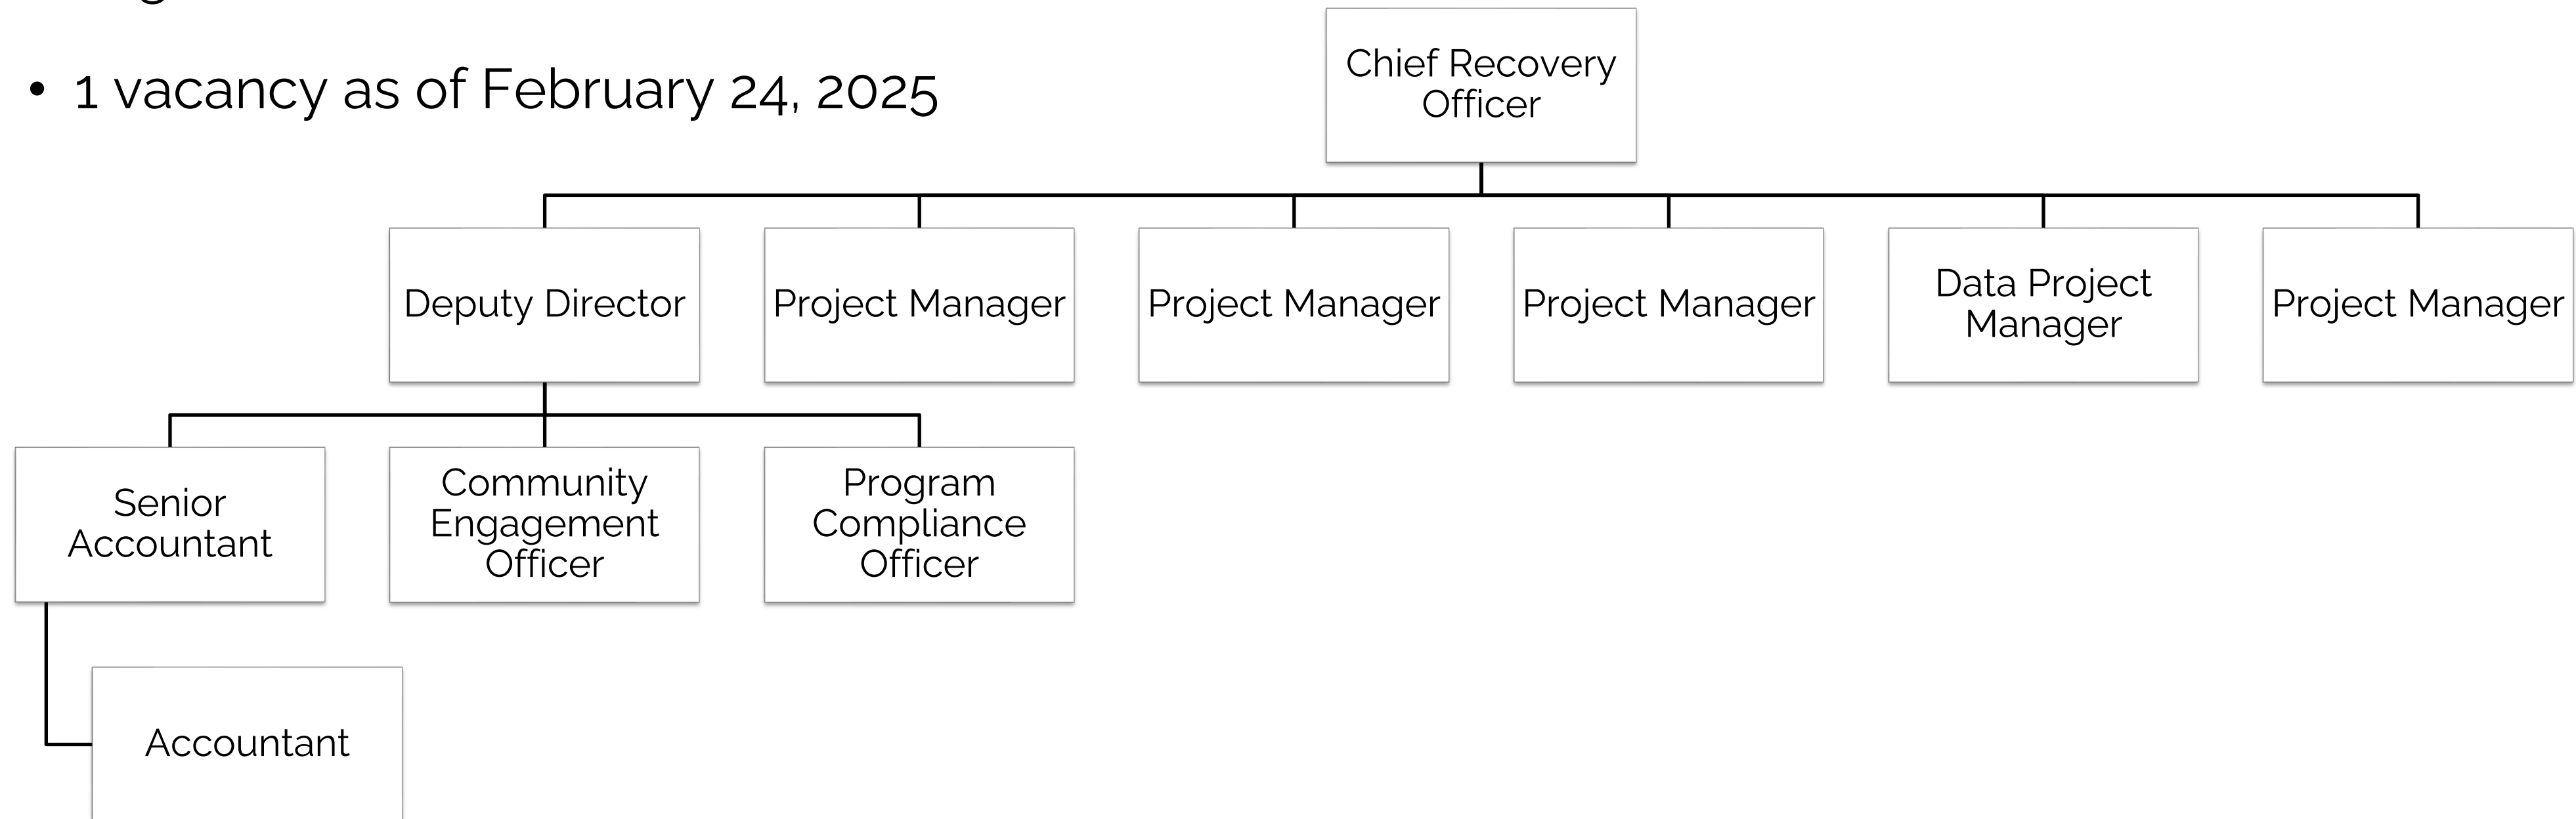 • 1 vacancy as of February 24, 2025
Chief Recovery
Officer
Deputy Director
Project Manager
Project Manager
Project Manager
Data Project
Manager
Project Manager
Senior
Accountant
Community
Engagement
Officer
Program
Compliance
Officer
Accountant